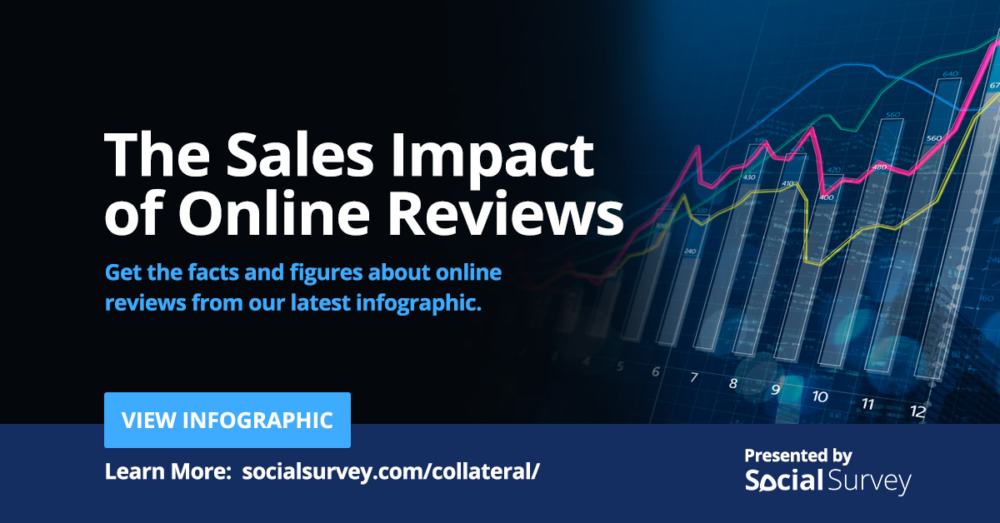 The Sales Impact
of Online Reviews
Get the facts and figures about online
reviews from our latest infographic.
VIEW INFOGRAPHIC
Learn More: socialsurvey.com/collateral/
Presented by
SocialSurvey
640
560
560
480
430
410
420
400
240
4
5
6
7
8
9
10
11
12